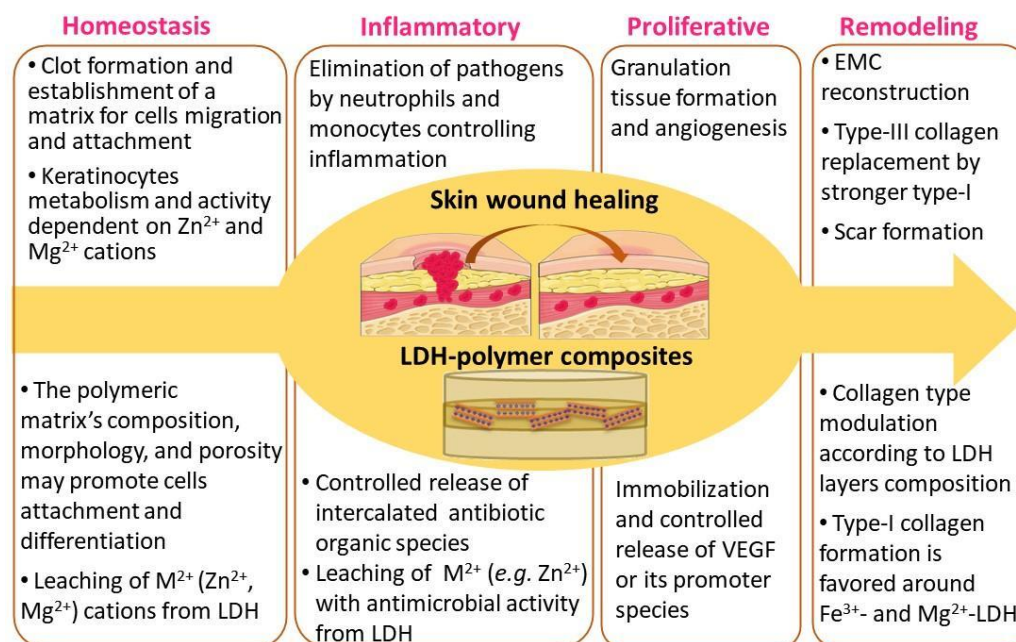 Homeostasis
• Clot formation and
establishment of a
matrix for cells migration
and attachment
• Keratinocytes
metabolism and activity
dependent on Zn²⁺ and
Mg²⁺ cations
Inflammatory
Elimination of pathogens
by neutrophils and
monocytes controlling
inflammation
Proliferative
Granulation
tissue formation
and angiogenesis
Remodeling
• EMC
reconstruction
• Type-III collagen
replacement by
stronger type-I
• Scar formation
Skin wound healing
LDH-polymer composites
• The polymeric
matrix’s composition,
morphology, and porosity
may promote cells
attachment and
differentiation
• Leaching of M²⁺ (Zn²⁺,
Mg²⁺) cations from LDH
• Controlled release of
intercalated antibiotic
organic species
• Leaching of M²⁺ (e.g. Zn²⁺)
with antimicrobial activity
from LDH
Immobilization
and controlled
release of VEGF
or its promoter
species
• Collagen type
modulation
according to LDH
layers composition
• Type-I collagen
formation is
favored around
Fe³⁺- and Mg²⁺-LDH